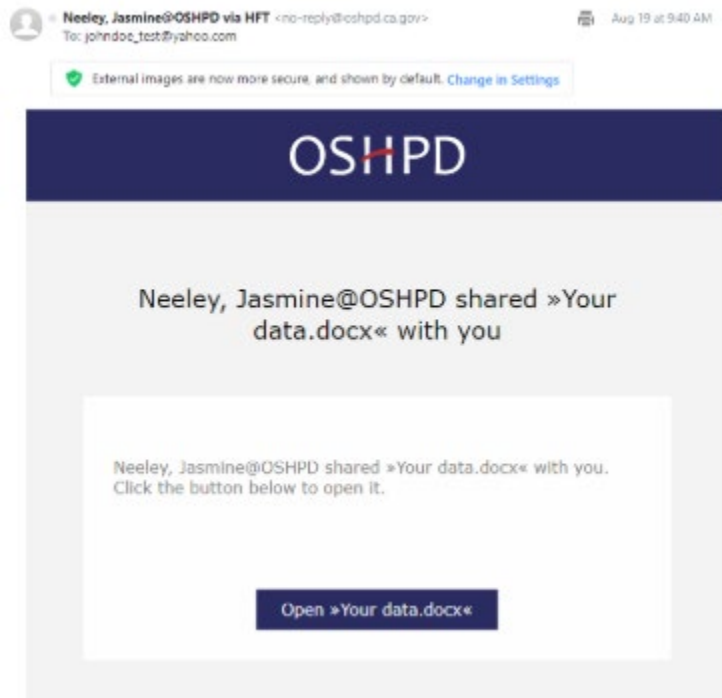 Neeley, Jasmine@OSHPD via HFT <no-reply@oshpd.ca.gov> Aug 19 at 9:40 AM
To: johndoe_test@yahoo.com
External images are now more secure, and shown by default. Change in Settings
OSHPD
Neeley, Jasmine@OSHPD shared »Your
data.docx« with you
Neeley, Jasmine@OSHPD shared »Your data.docx« with you.
Click the button below to open it.
Open »Your data.docx«